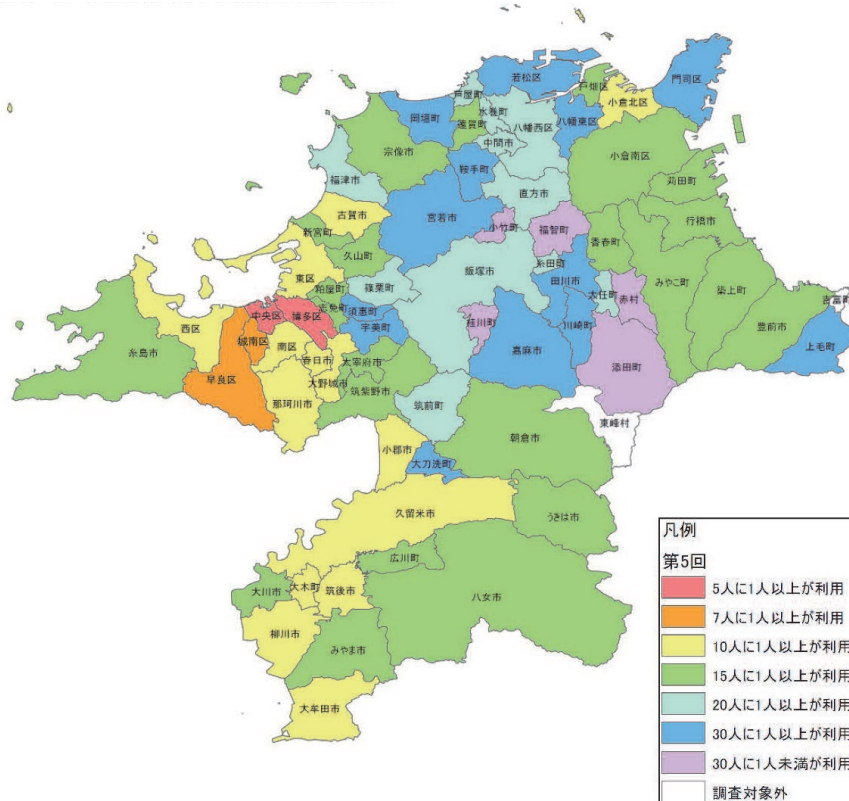 門司区
若松区
戸畑区
小倉北区
芦屋町
水巻町
岡垣町
遠賀町
八幡西区
八幡東区
中間市
宗像市
小倉南区
鞍手町
苅田町
福津市
直方市
宮若市
行橋市
古賀市
小竹町
福智町
香春町
新宮町
久山町
みやこ町
糸田町
飯塚市
東区
篠栗町
田川市
大任町
赤村
築上町
粕屋町
吉富町
志免町
須恵町
中央区
博多区
桂川町
西区
宇美町
川崎町
豊前市
上毛町
城南区
南区
春日市
太宰府市
嘉麻市
糸島市
添田町
早良区
大野城市
筑紫野市
那珂川市
筑前町
東峰村
朝倉市
小郡市
大刀洗町
久留米市
うきは市
広川町
大川市
大木町
筑後市
八女市
柳川市
みやま市
大牟田市
凡例
第5回
5人に1人以上が利用
7人に1人以上が利用
10人に1人以上が利用
15人に1人以上が利用
20人に1人以上が利用
30人に1人以上が利用
30人に1人未満が利用
調査対象外